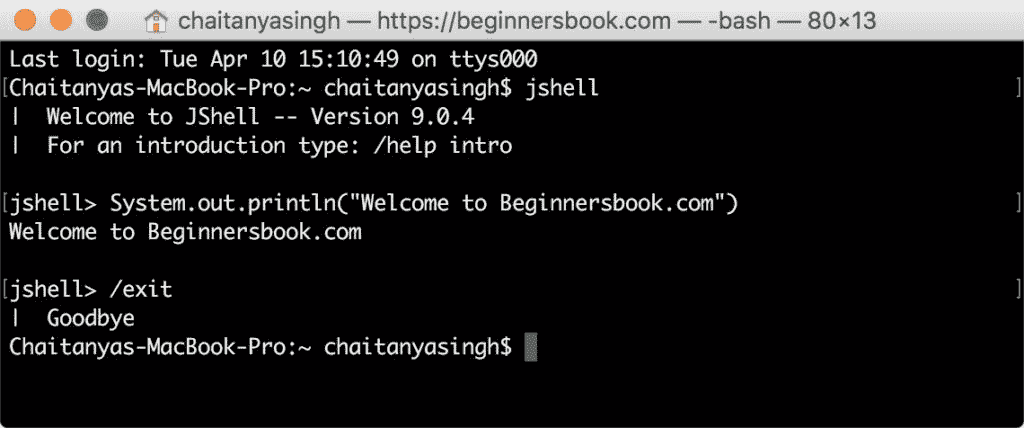 chaitanyasingh — https://beginnersbook.com — -bash — 80×13
Last login: Tue Apr 10 15:10:49 on ttys000
[Chaitanyas-MacBook-Pro:~ chaitanyasingh$ jshell ]
|  Welcome to JShell -- Version 9.0.4
|  For an introduction type: /help intro
[jshell> System.out.println("Welcome to Beginnersbook.com") ]
Welcome to Beginnersbook.com
[jshell> /exit ]
|  Goodbye
Chaitanyas-MacBook-Pro:~ chaitanyasingh$